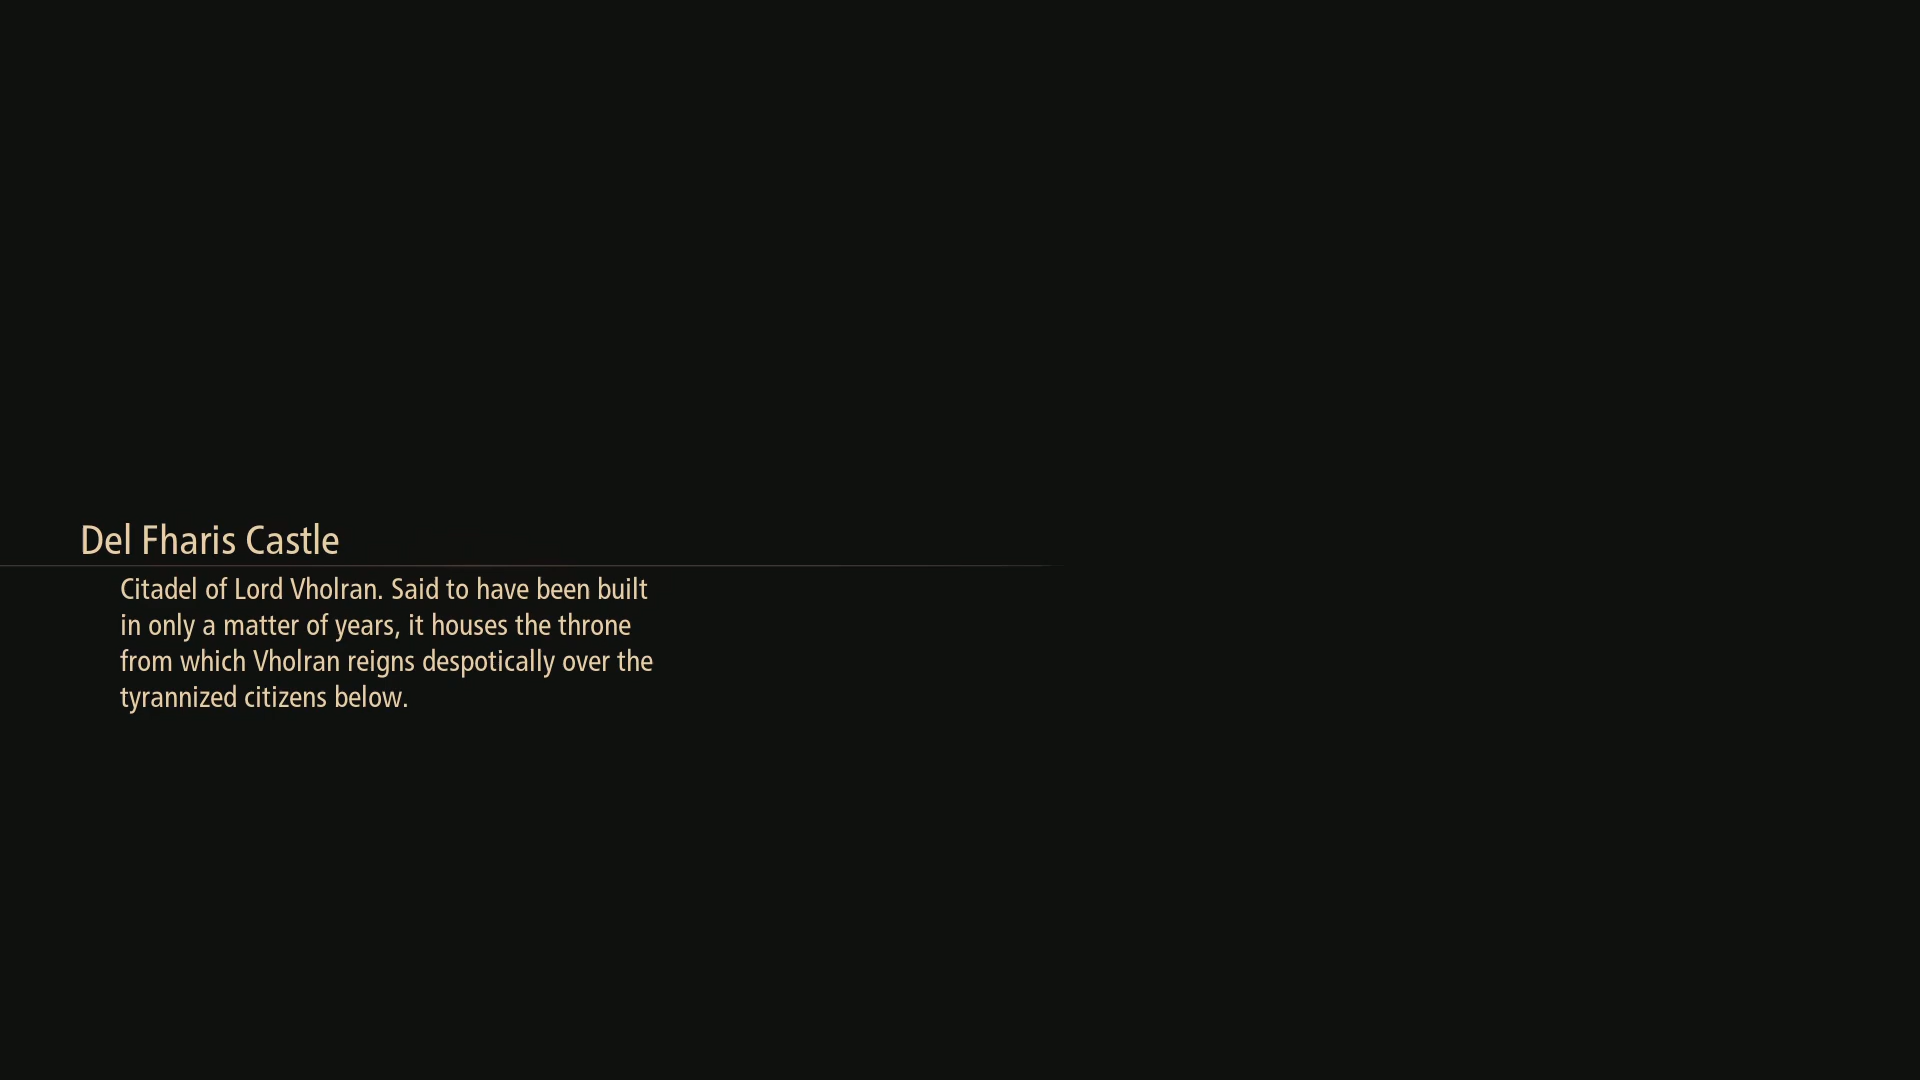 Del Fharis Castle
Citadel of Lord Vholran. Said to have been built
in only a matter of years, it houses the throne
from which Vholran reigns despotically over the
tyrannized citizens below.